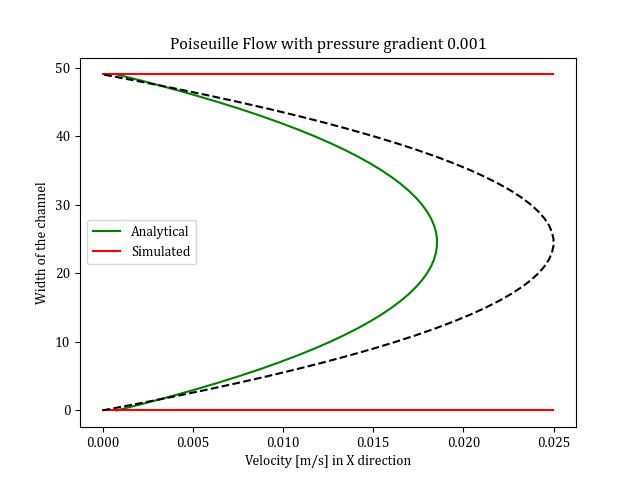 Poiseuille Flow with pressure gradient 0.001
50
40
30
20
10
0
Width of the channel
Analytical
Simulated
0.000 0.005 0.010 0.015 0.020 0.025
Velocity [m/s] in X direction